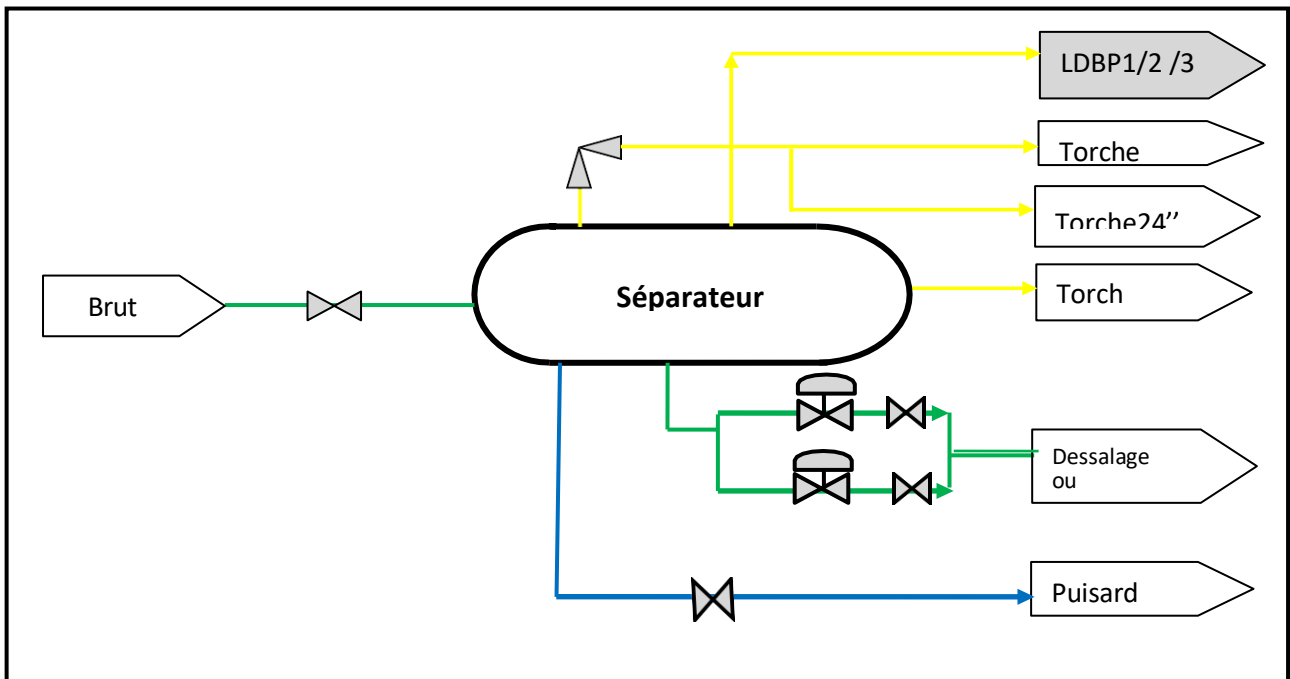 LDBP1/2 /3
Torche
Torche24’’
Torch
Séparateur
Brut
Dessalage
ou
Puisard